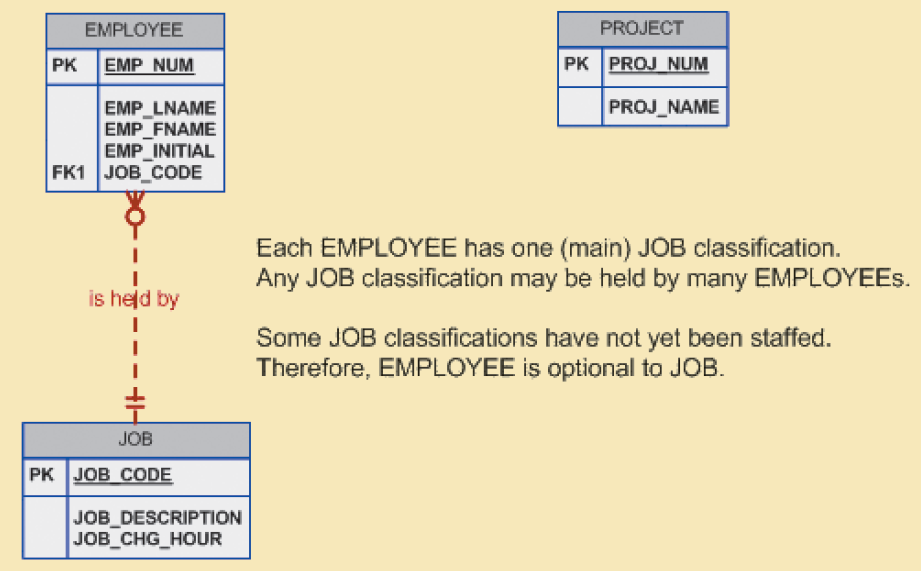 EMPLOYEE
PK EMP_NUM
EMP_LNAME
EMP_FNAME
EMP_INITIAL
FK1 JOB_CODE
PROJECT
PK PROJ_NUM
PROJ_NAME
is held by
Each EMPLOYEE has one (main) JOB classification.
Any JOB classification may be held by many EMPLOYEEs.
Some JOB classifications have not yet been staffed.
Therefore, EMPLOYEE is optional to JOB.
JOB
PK JOB_CODE
JOB_DESCRIPTION
JOB_CHG_HOUR